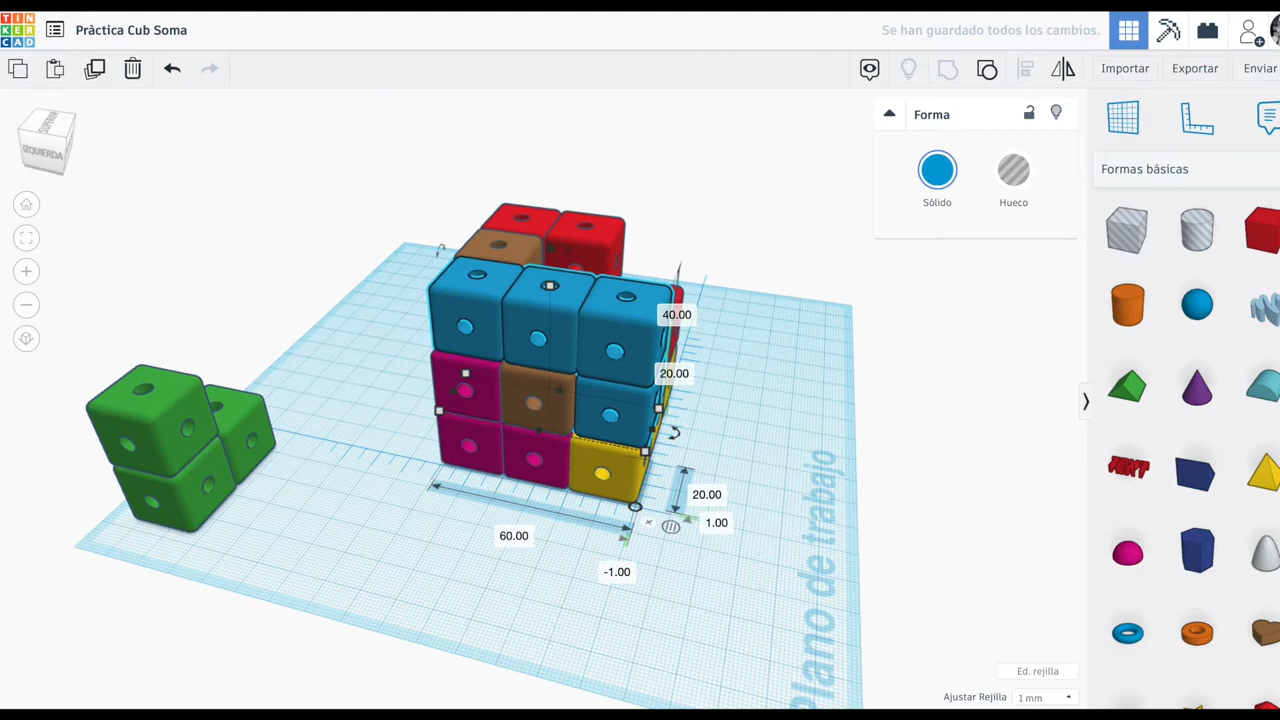 TIN
KER
CAD
Pràctica Cub Soma
Se han guardado todos los cambios.
Importar
Exportar
Enviar
SUPERIOR
IZQUIERDA
Forma
Sólido
Hueco
Formas básicas
40.00
20.00
20.00
1.00
60.00
-1.00
Plano de trabajo
TEXT
Ed. rejilla
Ajustar Rejilla
1 mm